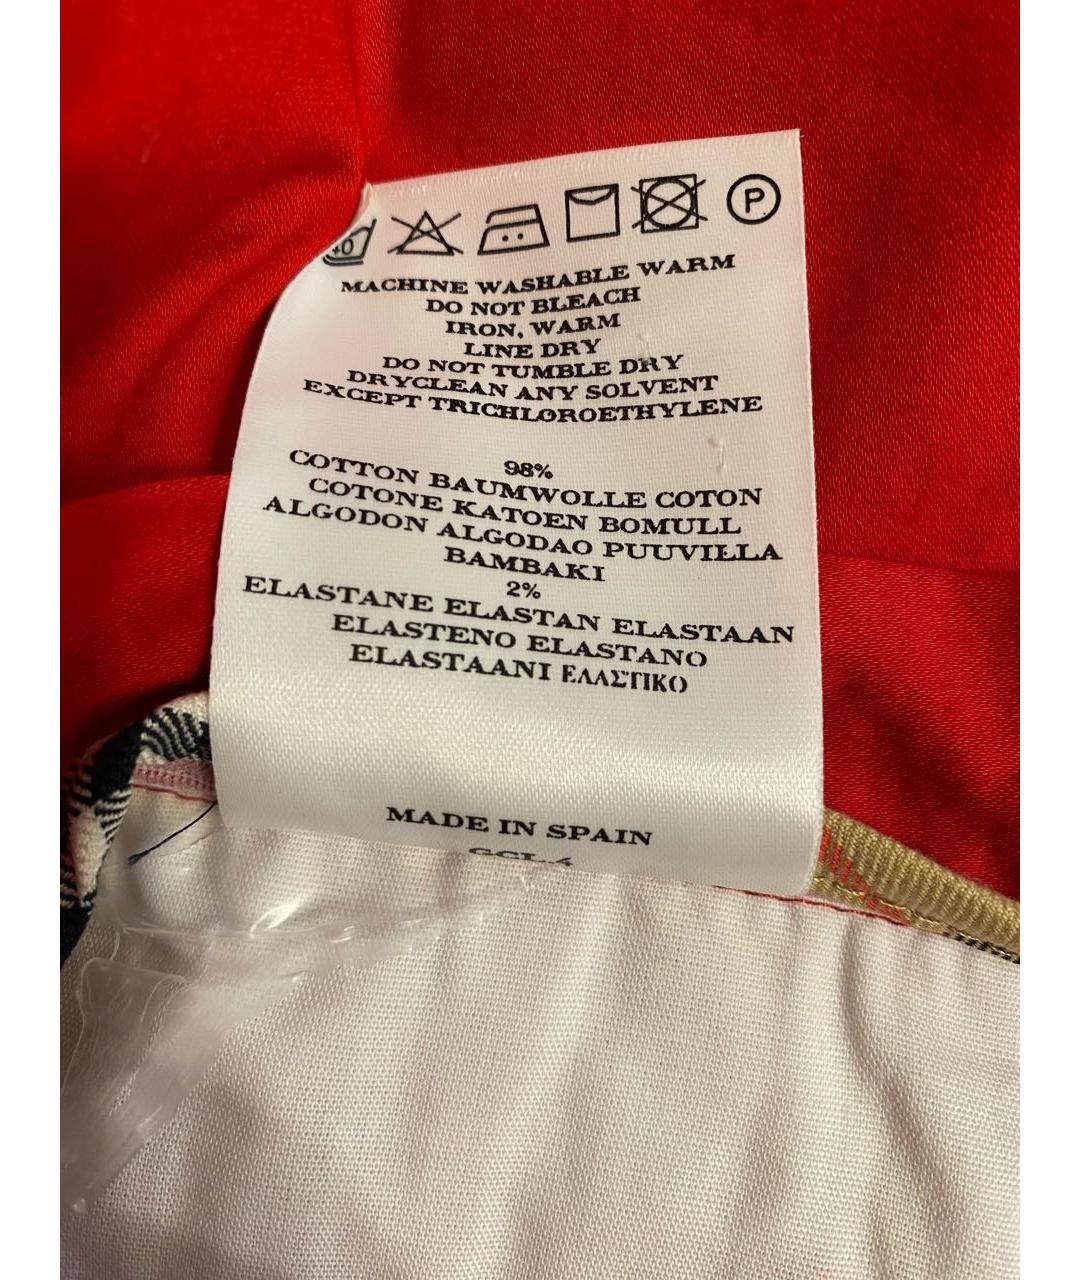 40
P
MACHINE WASHABLE WARM
DO NOT BLEACH
IRON, WARM
LINE DRY
DO NOT TUMBLE DRY
DRYCLEAN ANY SOLVENT
EXCEPT TRICHLOROETHYLENE
98%
COTTON BAUMWOLLE COTON
COTONE KATOEN BOMULL
ALGODON ALGODAO PUUVILLA
BAMBAKI
2%
ELASTANE ELASTAN ELASTAAN
ELASTENO ELASTANO
ELASTAANI ΕΛΑΣΤΙΚΟ
MADE IN SPAIN